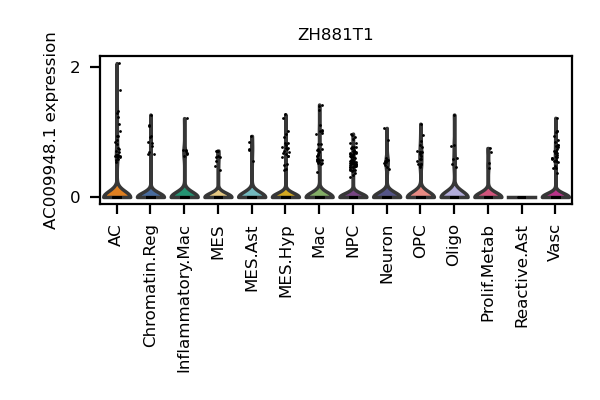 ZH881T1
AC009948.1 expression
2
0
AC
Chromatin.Reg
Inflammatory.Mac
MES
MES.Ast
MES.Hyp
Mac
NPC
Neuron
OPC
Oligo
Prolif.Metab
Reactive.Ast
Vasc